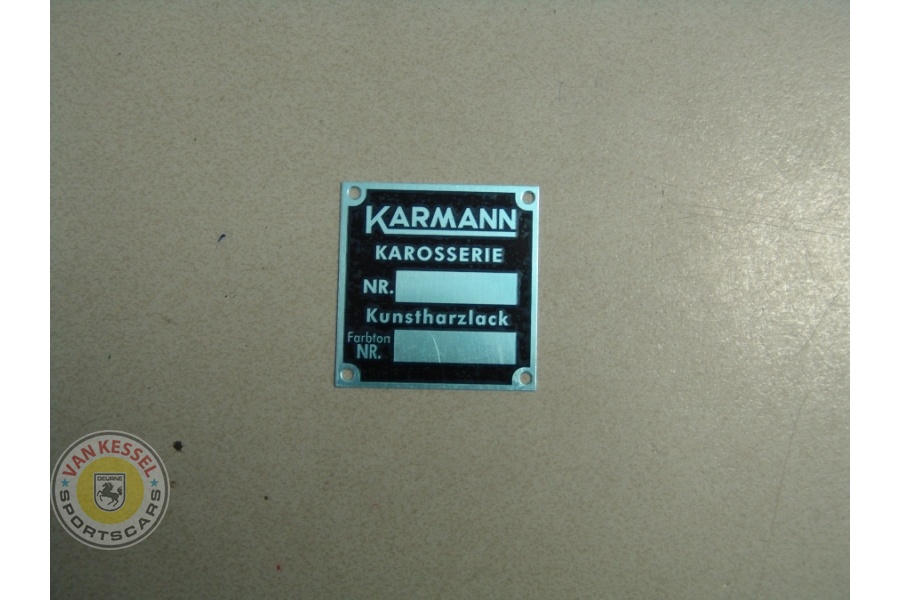 KARMANN
KAROSSERIE
NR.
Kunstharzlack
Farbton
NR.
VAN KESSEL
DEURNE
SPORTSCARS